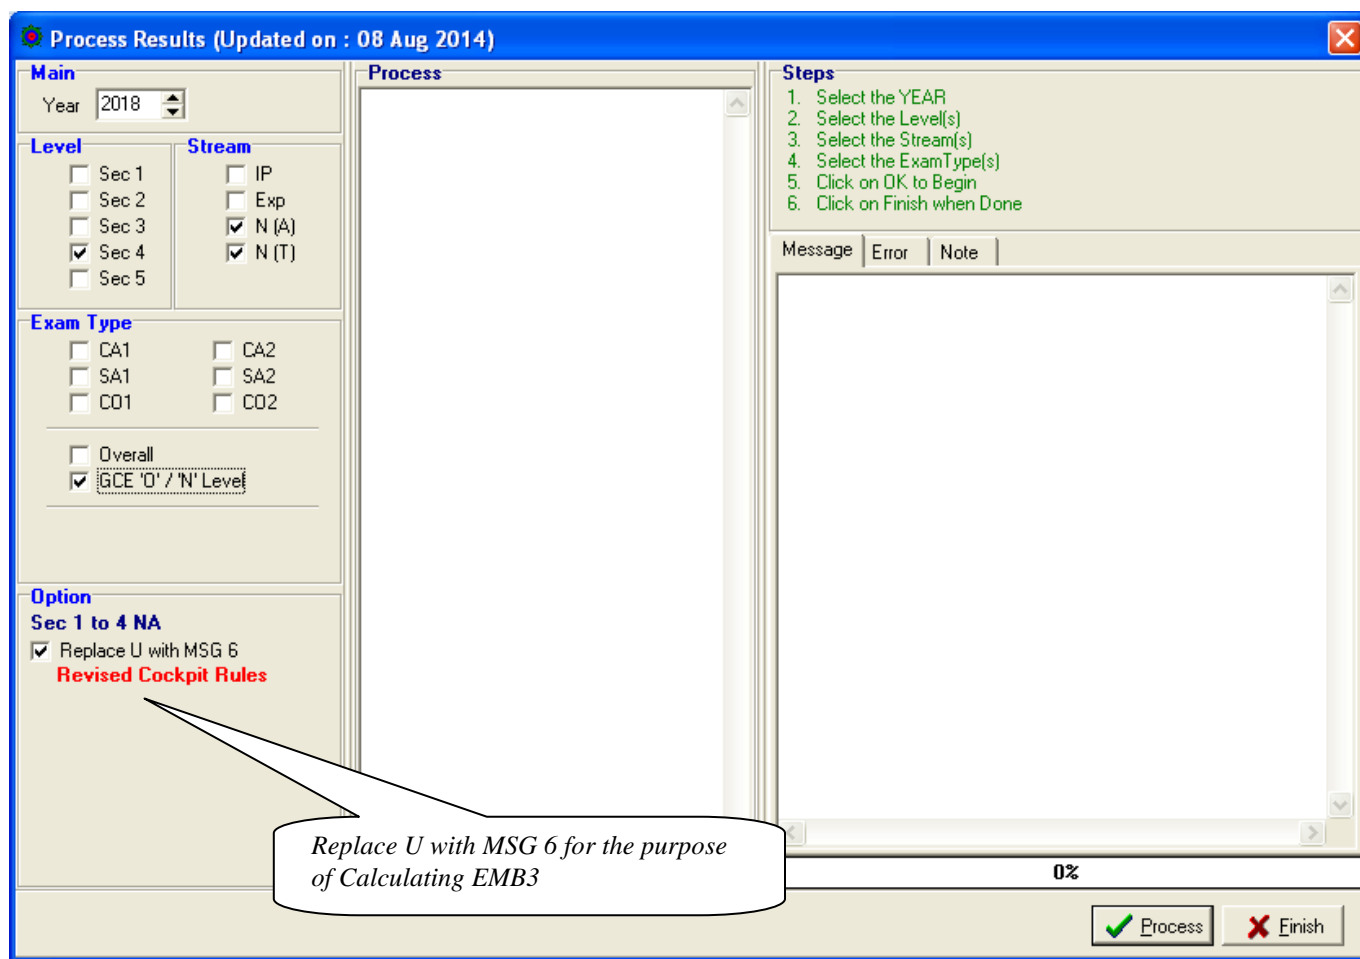 Process Results (Updated on : 08 Aug 2014)
Main
Year 2018
Level
Sec 1
Sec 2
Sec 3
Sec 4
Sec 5
Stream
IP
Exp
N (A)
N (T)
Exam Type
CA1 CA2
SA1 SA2
CO1 CO2
Overall
GCE 'O' / 'N' Level
Option
Sec 1 to 4 NA
Replace U with MSG 6
Revised Cockpit Rules
Process
Steps
1. Select the YEAR
2. Select the Level(s)
3. Select the Stream(s)
4. Select the ExamType(s)
5. Click on OK to Begin
6. Click on Finish when Done
Message Error Note
Replace U with MSG 6 for the purpose
of Calculating EMB3
0%
Process Finish